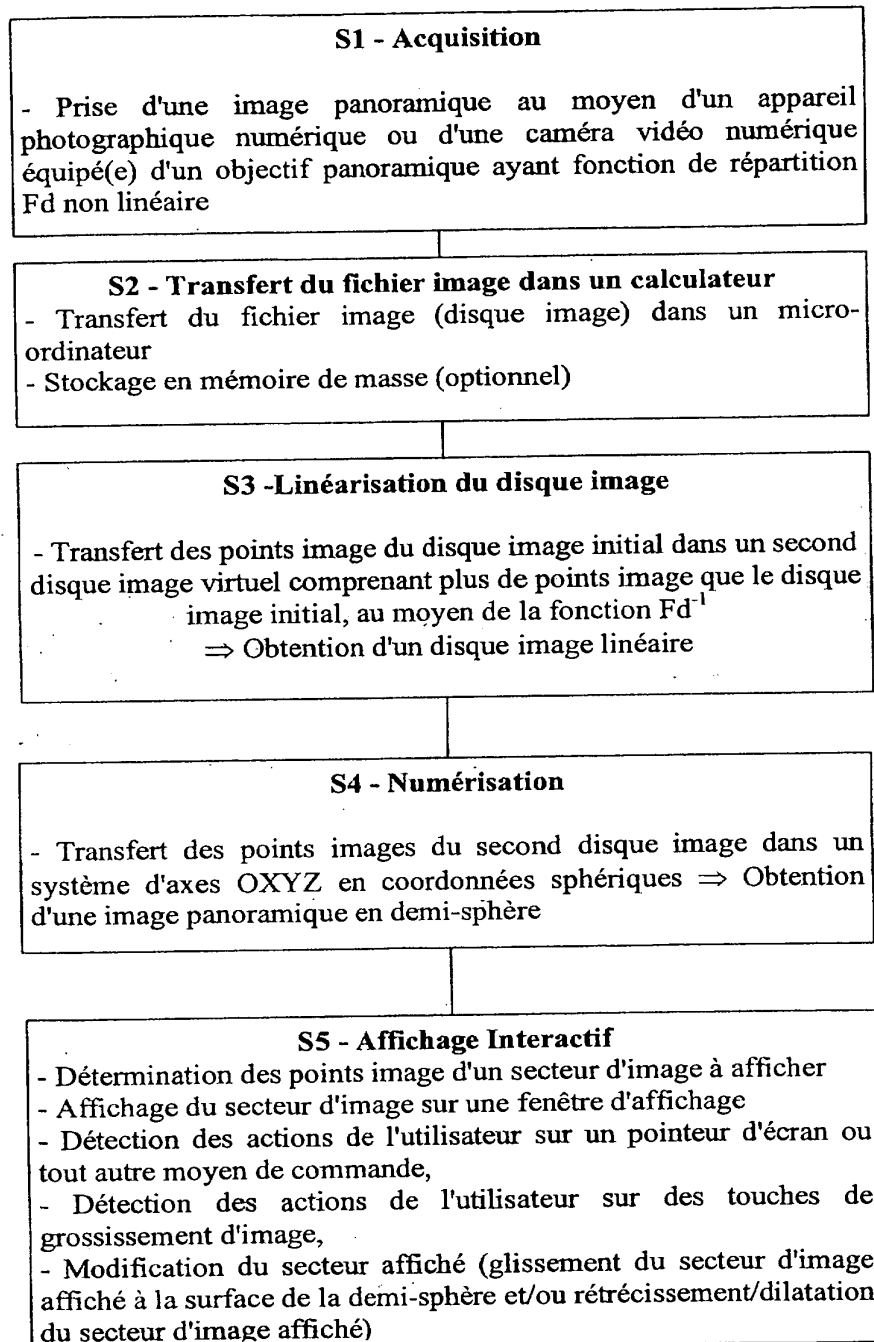 S1 - Acquisition
- Prise d'une image panoramique au moyen d'un appareil
photographique numérique ou d'une caméra vidéo numérique
équipé(e) d'un objectif panoramique ayant fonction de répartition
Fd non linéaire
S2 - Transfert du fichier image dans un calculateur
- Transfert du fichier image (disque image) dans un micro-
ordinateur
- Stockage en mémoire de masse (optionnel)
S3 -Linéarisation du disque image
- Transfert des points image du disque image initial dans un second
disque image virtuel comprenant plus de points image que le disque
image initial, au moyen de la fonction Fd⁻¹
⇒ Obtention d'un disque image linéaire
S4 - Numérisation
- Transfert des points images du second disque image dans un
système d'axes OXYZ en coordonnées sphériques ⇒ Obtention
d'une image panoramique en demi-sphère
S5 - Affichage Interactif
- Détermination des points image d'un secteur d'image à afficher
- Affichage du secteur d'image sur une fenêtre d'affichage
- Détection des actions de l'utilisateur sur un pointeur d'écran ou
tout autre moyen de commande,
- Détection des actions de l'utilisateur sur des touches de
grossissement d'image,
- Modification du secteur affiché (glissement du secteur d'image
affiché à la surface de la demi-sphère et/ou rétrécissement/dilatation
du secteur d'image affiché)